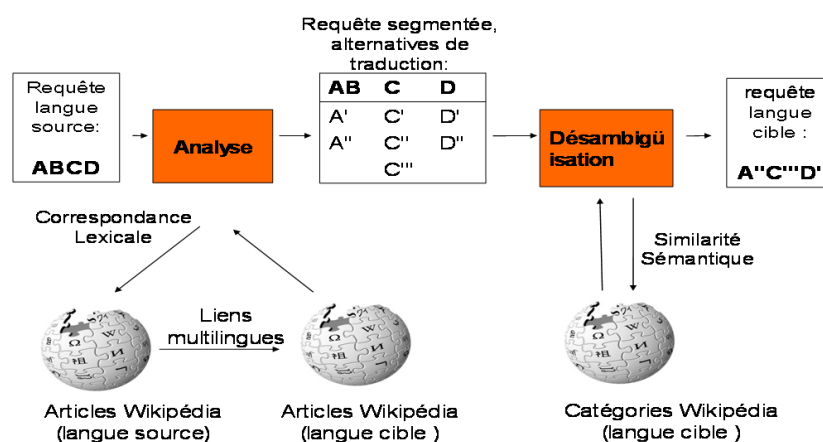 Requête segmentée,
alternatives de
traduction:
Requête
langue
source:
ABCD
Analyse
AB C D
A' C' D'
A'' C'' D''
C'''
Désambigü
isation
requête
langue
cible :
A''C'''D'
Correspondance
Lexicale
Similarité
Sémantique
Liens
multilingues
Articles Wikipédia
(langue source)
Articles Wikipédia
(langue cible )
Catégories Wikipédia
(langue cible )